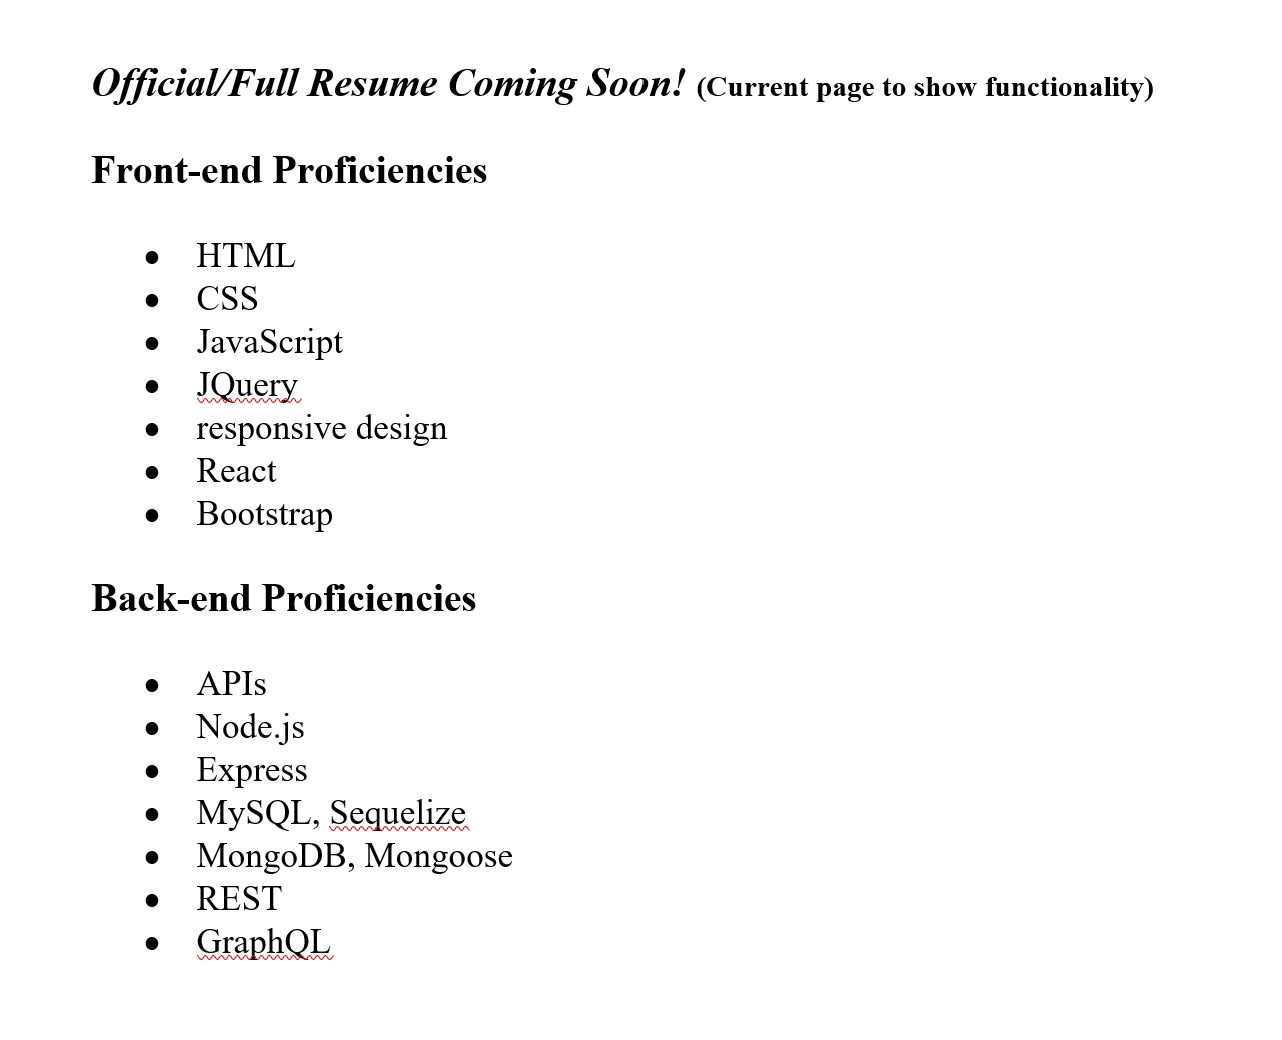 Official/Full Resume Coming Soon! (Current page to show functionality)
Front-end Proficiencies
• HTML
• CSS
• JavaScript
• JQuery
• responsive design
• React
• Bootstrap
Back-end Proficiencies
• APIs
• Node.js
• Express
• MySQL, Sequelize
• MongoDB, Mongoose
• REST
• GraphQL